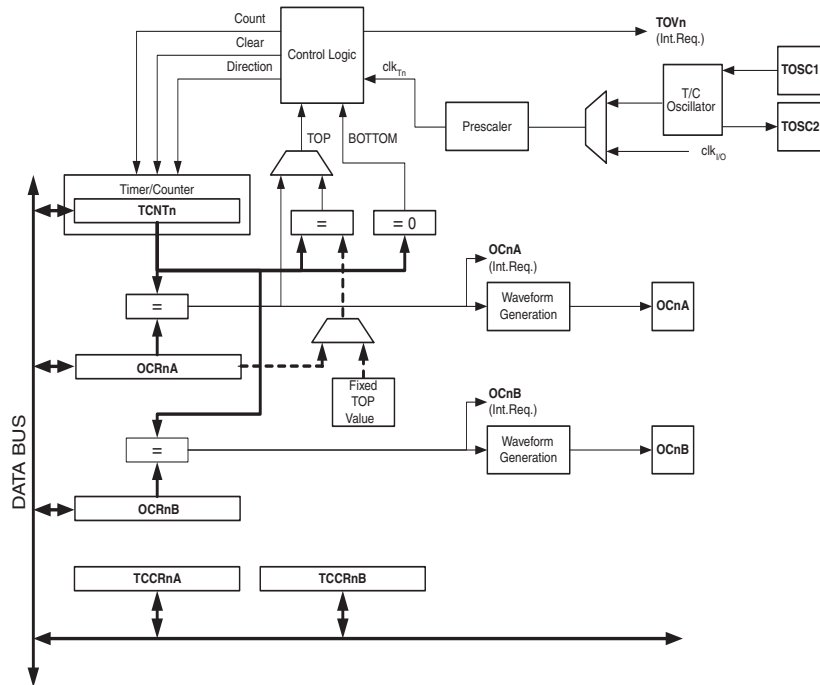 Count
TOVn
(Int.Req.)
Clear
Control Logic
Direction
clkTn
TOSC1
T/C
Oscillator
Prescaler
TOSC2
TOP
BOTTOM
clkI/O
Timer/Counter
TCNTn
=
= 0
OCnA
(Int.Req.)
=
Waveform
Generation
OCnA
OCRnA
Fixed
TOP
Value
OCnB
(Int.Req.)
=
Waveform
Generation
OCnB
OCRnB
DATA BUS
TCCRnA
TCCRnB